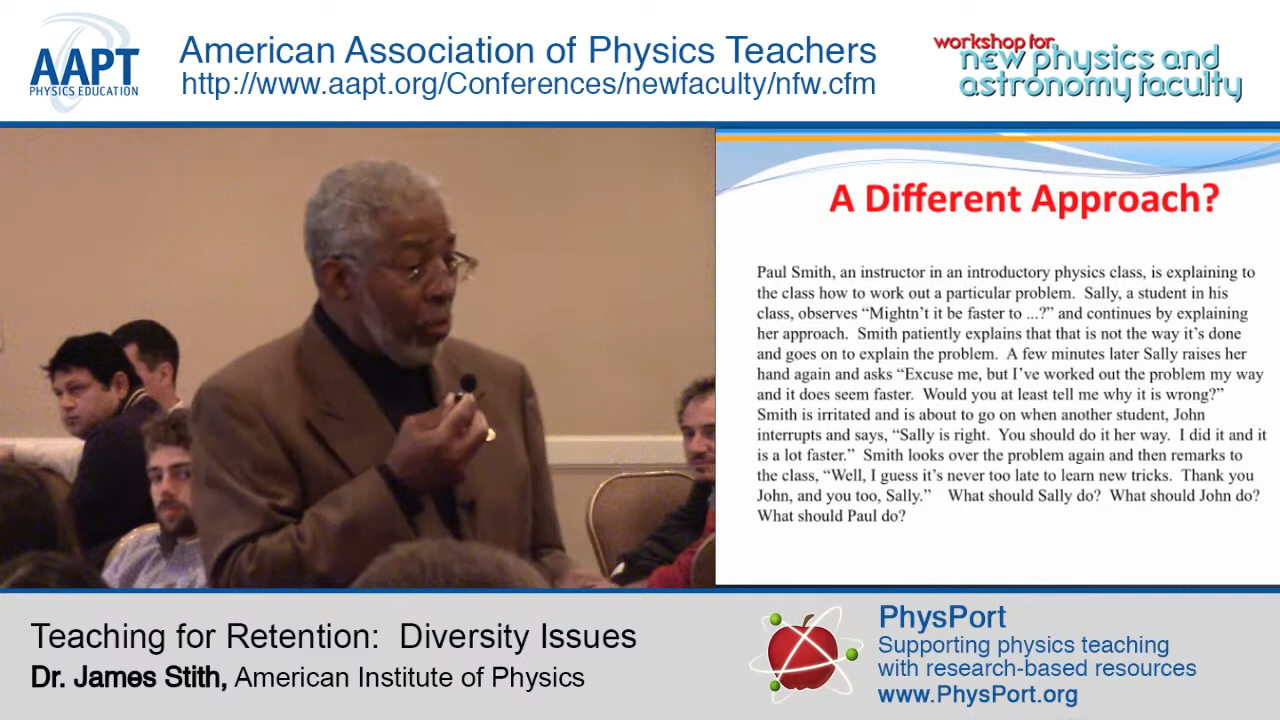 AAPT
PHYSICS EDUCATION
American Association of Physics Teachers
http://www.aapt.org/Conferences/newfaculty/nfw.cfm
workshop for
new physics and
astronomy faculty
A Different Approach?
Paul Smith, an instructor in an introductory physics class, is explaining to
the class how to work out a particular problem. Sally, a student in his
class, observes “Mightn't it be faster to ...?” and continues by explaining
her approach. Smith patiently explains that that is not the way it's done
and goes on to explain the problem. A few minutes later Sally raises her
hand again and asks “Excuse me, but I've worked out the problem my way
and it does seem faster. Would you at least tell me why it is wrong?”
Smith is irritated and is about to go on when another student, John
interrupts and says, “Sally is right. You should do it her way. I did it and it
is a lot faster.” Smith looks over the problem again and then remarks to
the class, “Well, I guess it's never too late to learn new tricks. Thank you
John, and you too, Sally.” What should Sally do? What should John do?
What should Paul do?
Teaching for Retention: Diversity Issues
Dr. James Stith, American Institute of Physics
PhysPort
Supporting physics teaching
with research-based resources
www.PhysPort.org